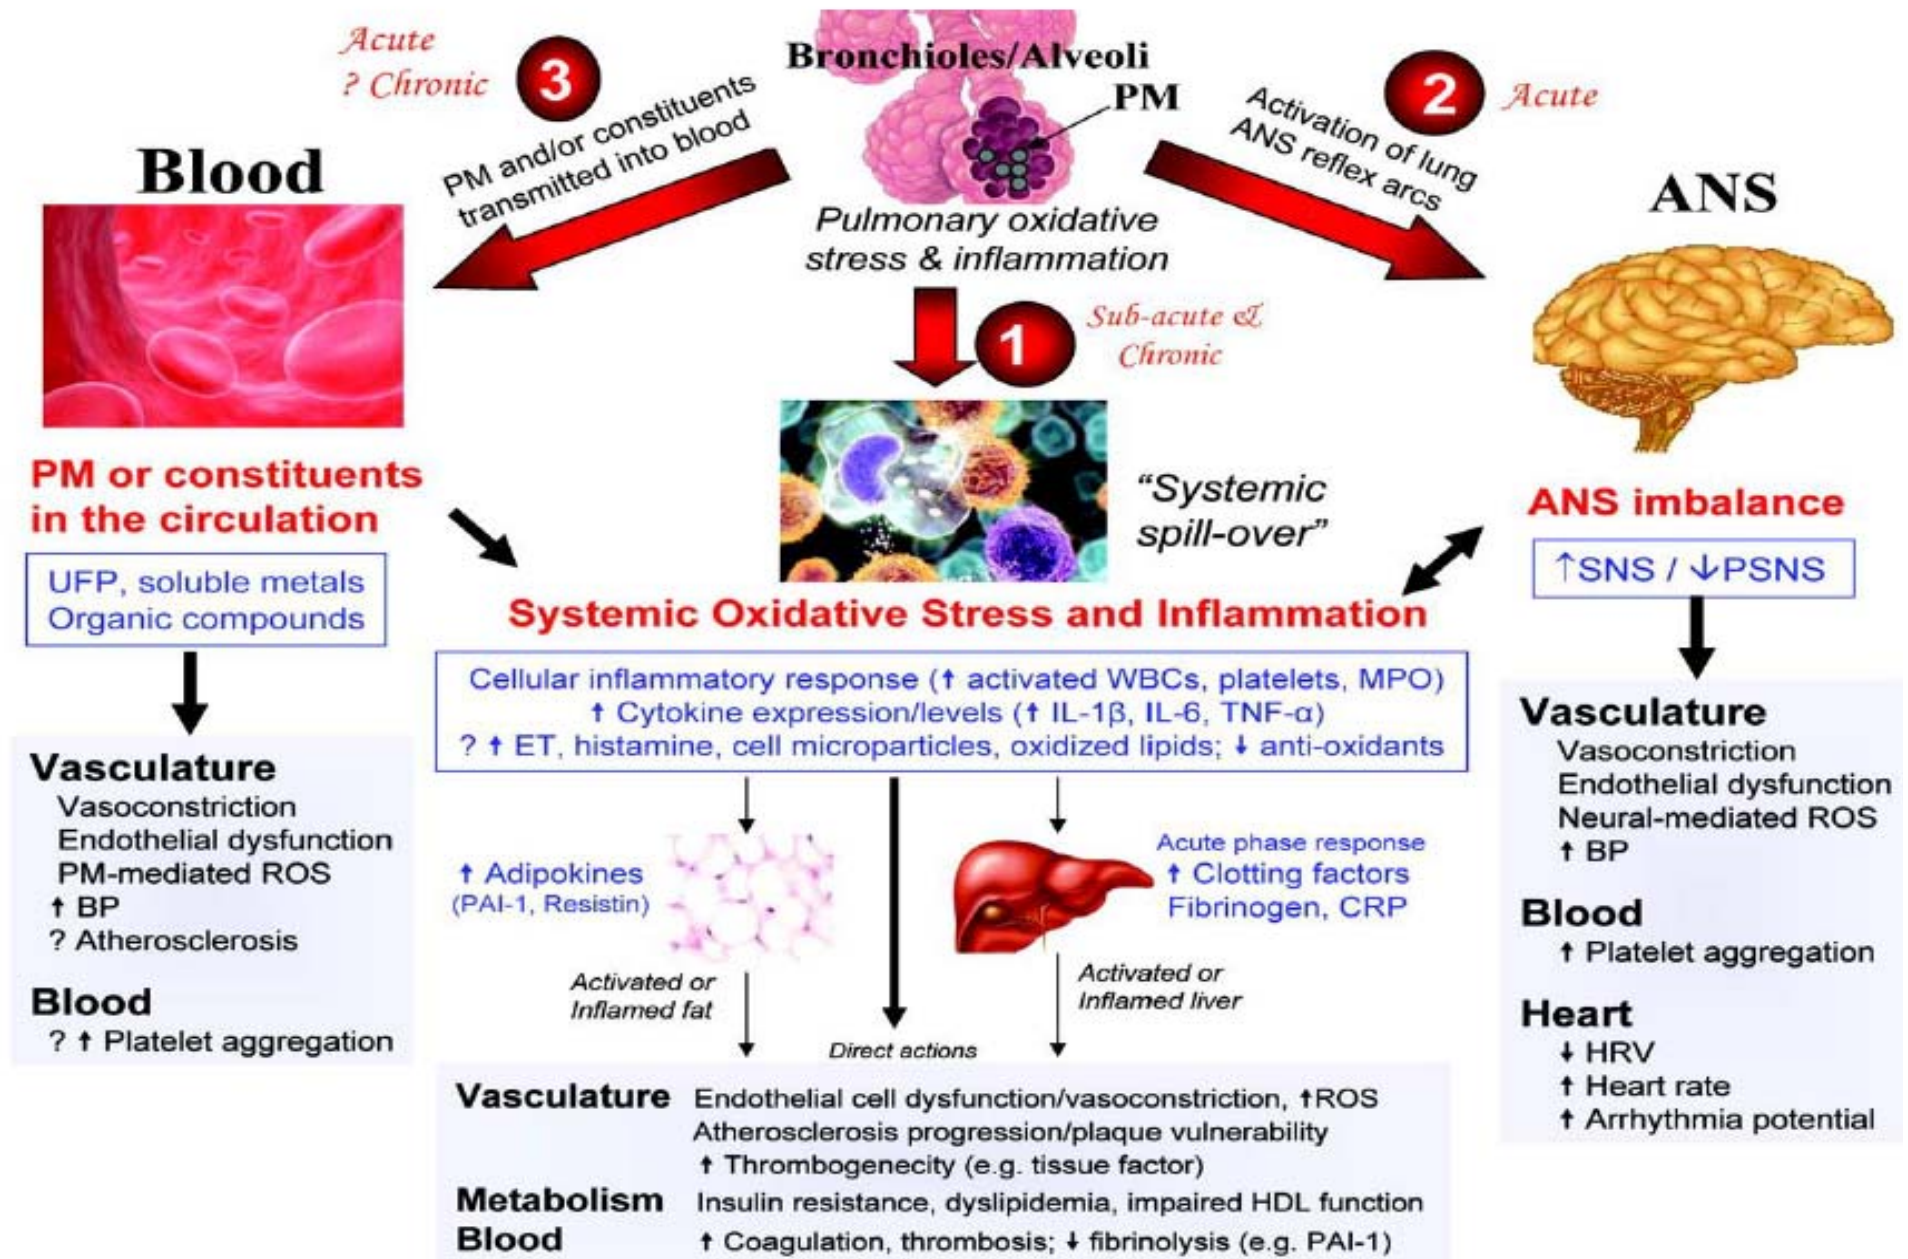 Acute
? Chronic
3
PM and/or constituents
transmitted into blood
Bronchioles/Alveoli
PM
Pulmonary oxidative
stress & inflammation
2
Acute
Activation of lung
ANS reflex arcs
Blood
ANS
1
Sub-acute &
Chronic
"Systemic
spill-over"
PM or constituents
in the circulation
UFP, soluble metals
Organic compounds
Vasculature
Vasoconstriction
Endothelial dysfunction
PM-mediated ROS
↑ BP
? Atherosclerosis
Blood
? ↑ Platelet aggregation
Systemic Oxidative Stress and Inflammation
Cellular inflammatory response (↑ activated WBCs, platelets, MPO)
↑ Cytokine expression/levels (↑ IL-1β, IL-6, TNF-α)
? ↑ ET, histamine, cell microparticles, oxidized lipids; ↓ anti-oxidants
↑ Adipokines
(PAI-1, Resistin)
Activated or
Inflamed fat
Direct actions
Acute phase response
↑ Clotting factors
Fibrinogen, CRP
Activated or
Inflamed liver
Vasculature Endothelial cell dysfunction/vasoconstriction, ↑ROS
Atherosclerosis progression/plaque vulnerability
↑ Thrombogenecity (e.g. tissue factor)
Metabolism Insulin resistance, dyslipidemia, impaired HDL function
Blood ↑ Coagulation, thrombosis; ↓ fibrinolysis (e.g. PAI-1)
ANS imbalance
↑SNS / ↓PSNS
Vasculature
Vasoconstriction
Endothelial dysfunction
Neural-mediated ROS
↑ BP
Blood
↑ Platelet aggregation
Heart
↓ HRV
↑ Heart rate
↑ Arrhythmia potential